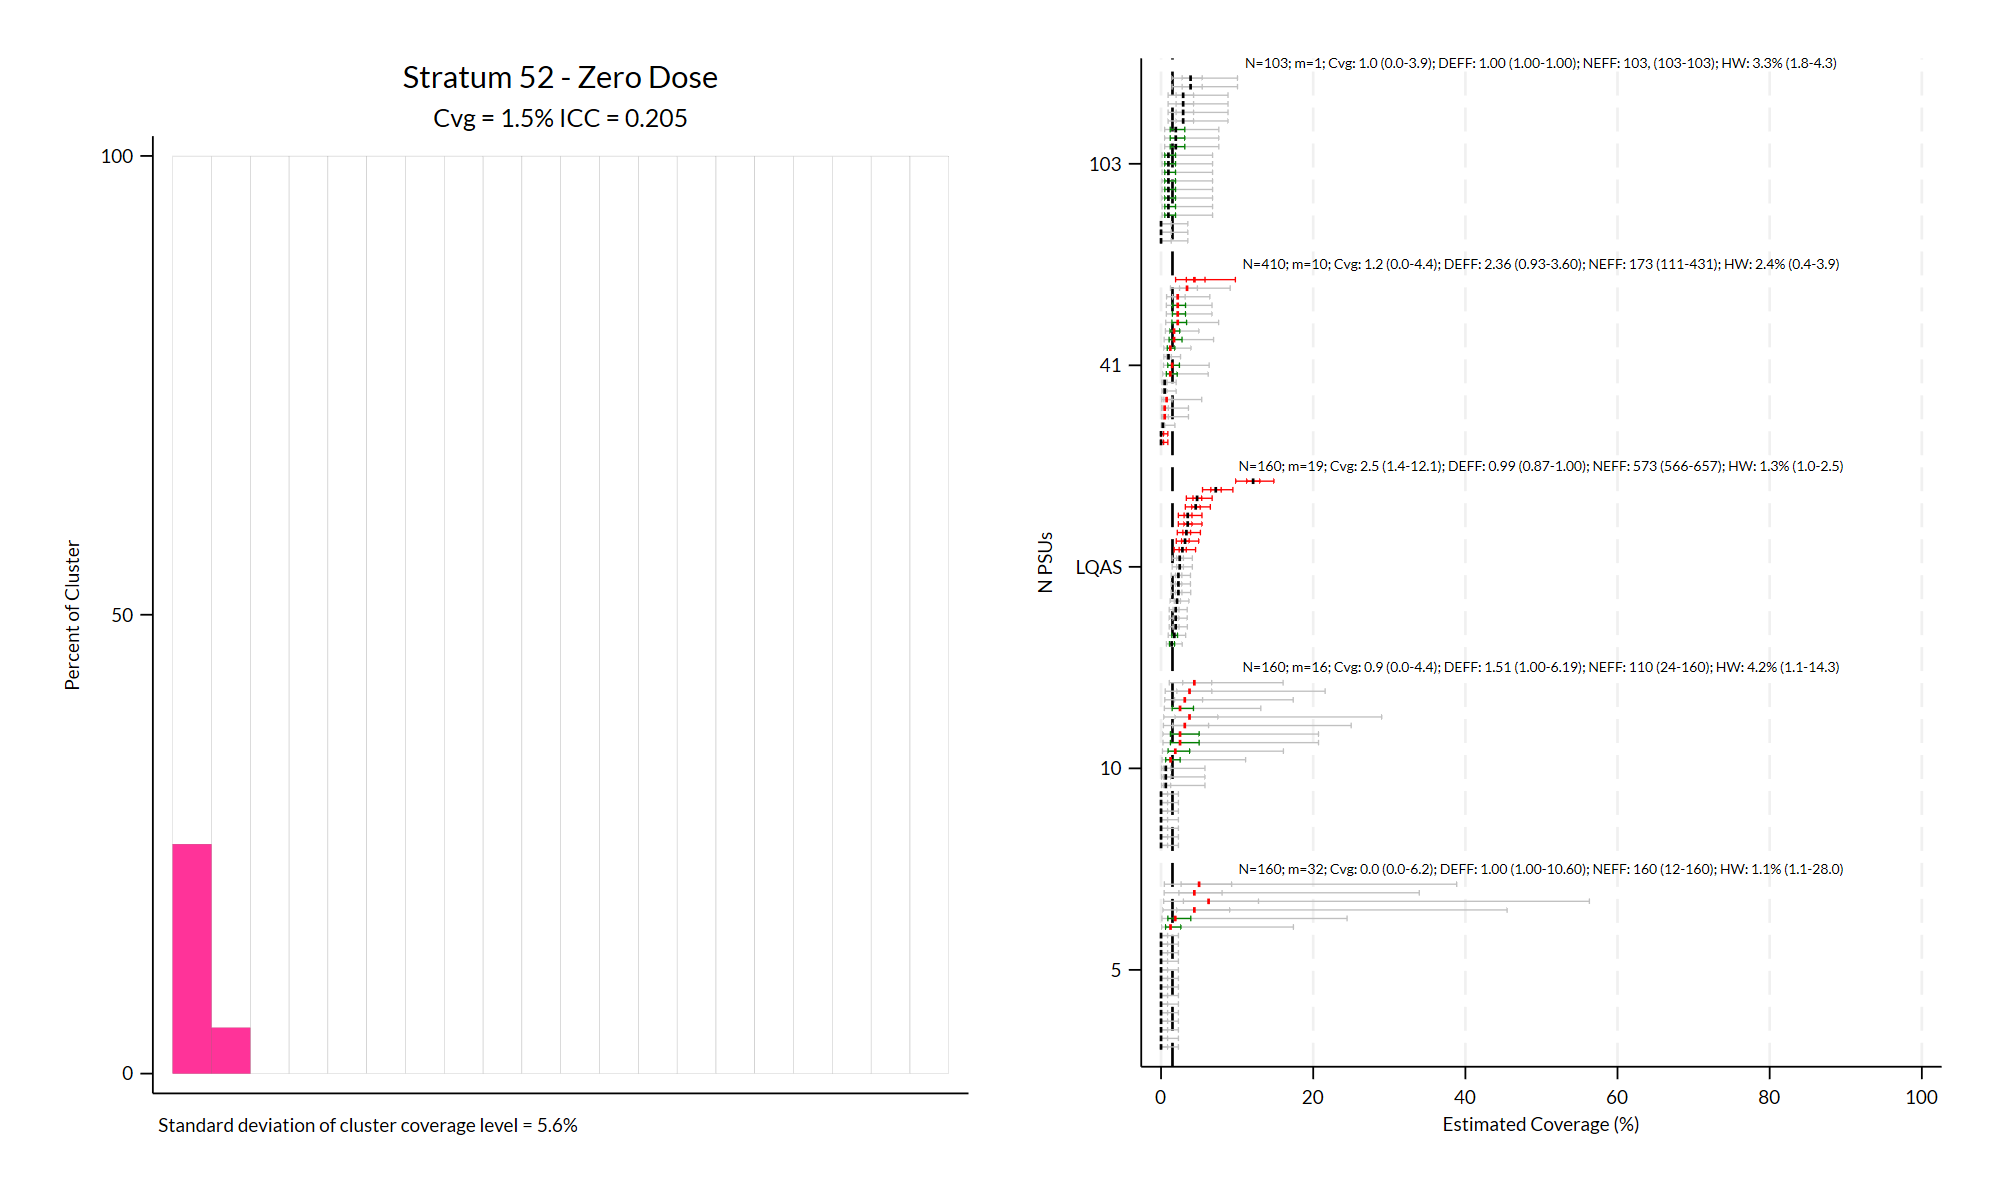 Stratum 52 - Zero Dose
Cvg = 1.5% ICC = 0.205
100
50
0
Percent of Cluster
Standard deviation of cluster coverage level = 5.6%
N=103; m=1; Cvg: 1.0 (0.0-3.9); DEFF: 1.00 (1.00-1.00); NEFF: 103, (103-103); HW: 3.3% (1.8-4.3)
103
N=410; m=10; Cvg: 1.2 (0.0-4.4); DEFF: 2.36 (0.93-3.60); NEFF: 173 (111-431); HW: 2.4% (0.4-3.9)
41
N=160; m=19; Cvg: 2.5 (1.4-12.1); DEFF: 0.99 (0.87-1.00); NEFF: 573 (566-657); HW: 1.3% (1.0-2.5)
LQAS
N=160; m=16; Cvg: 0.9 (0.0-4.4); DEFF: 1.51 (1.00-6.19); NEFF: 110 (24-160); HW: 4.2% (1.1-14.3)
10
N=160; m=32; Cvg: 0.0 (0.0-6.2); DEFF: 1.00 (1.00-10.60); NEFF: 160 (12-160); HW: 1.1% (1.1-28.0)
5
N PSUs
0 20 40 60 80 100
Estimated Coverage (%)